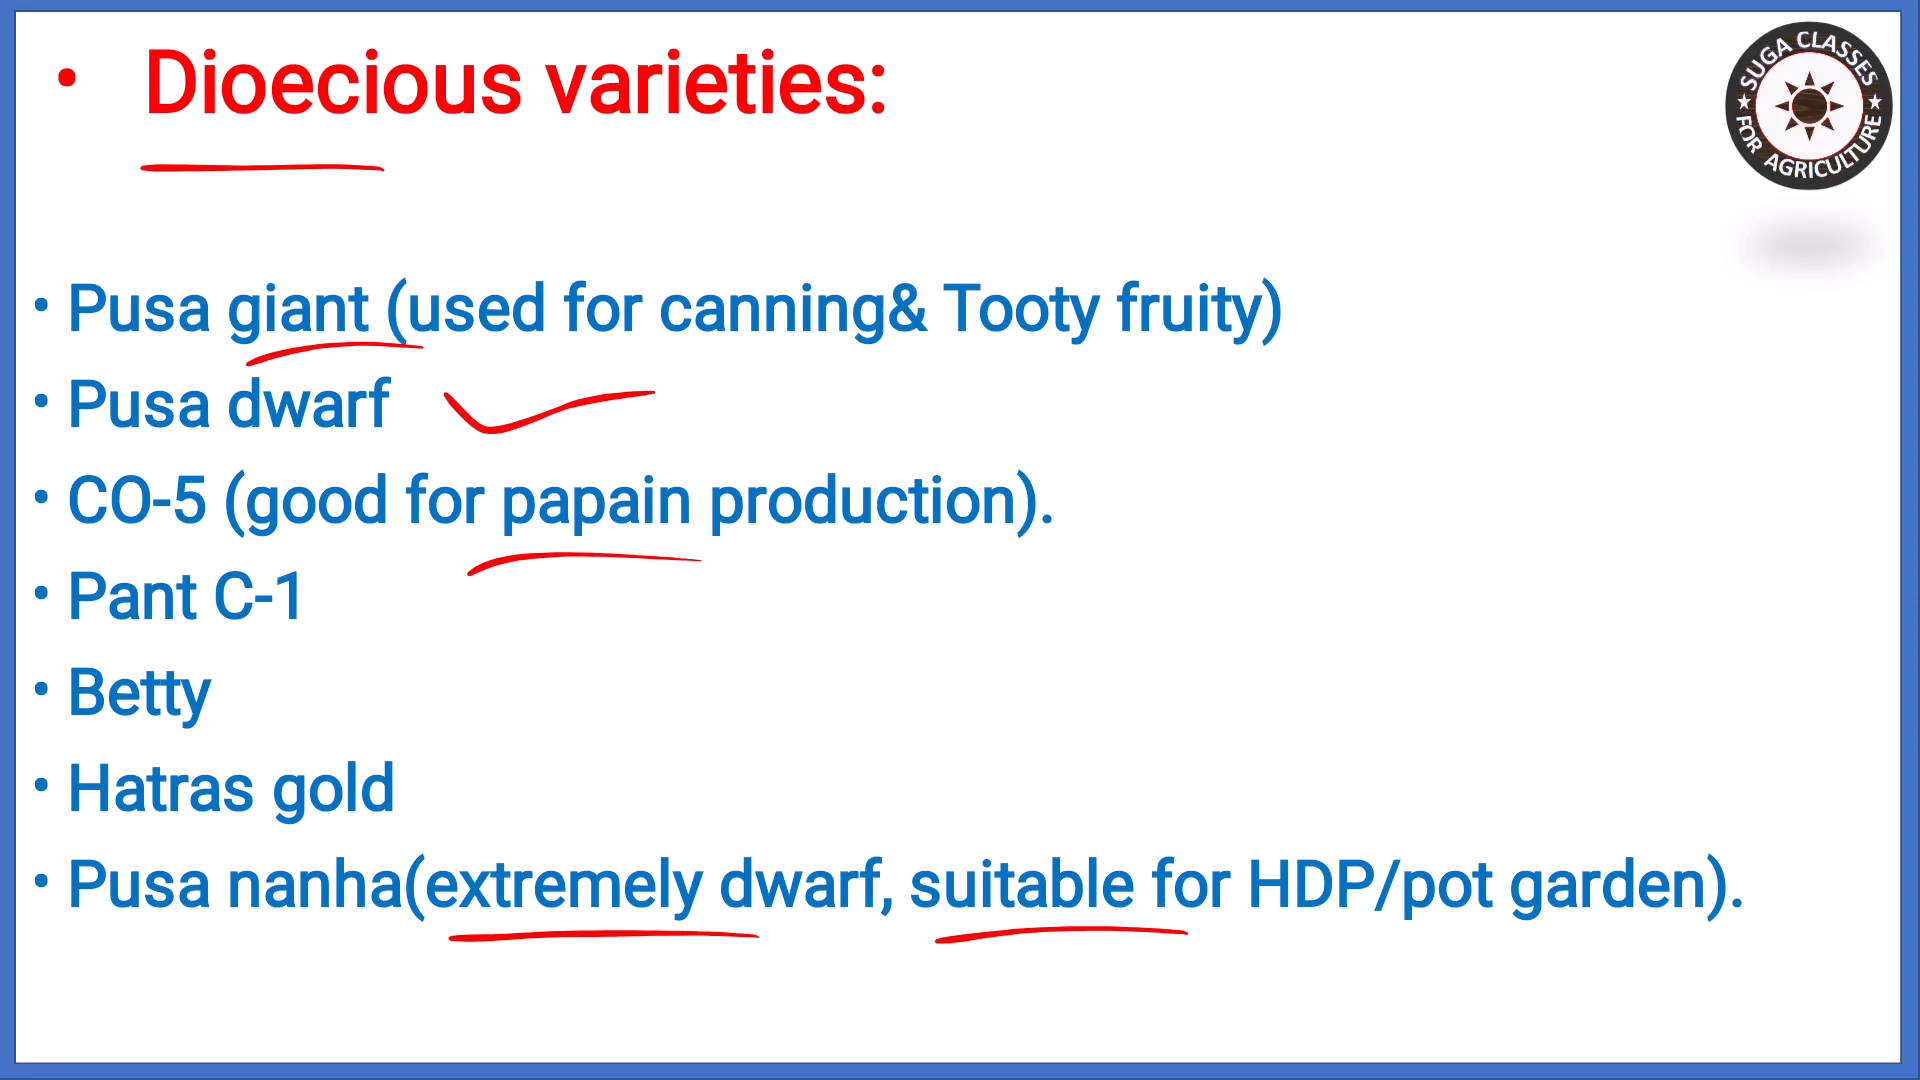 • Dioecious varieties:
SUGA CLASSES
FOR AGRICULTURE
• Pusa giant (used for canning& Tooty fruity)
• Pusa dwarf
• CO-5 (good for papain production).
• Pant C-1
• Betty
• Hatras gold
• Pusa nanha(extremely dwarf, suitable for HDP/pot garden).